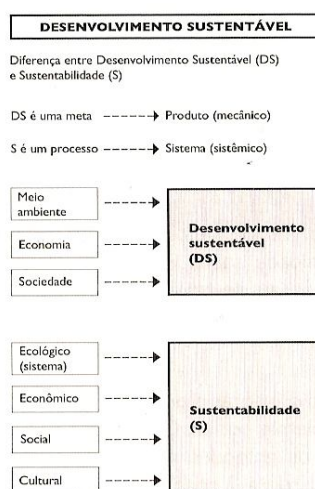 DESENVOLVIMENTO SUSTENTÁVEL
Diferença entre Desenvolvimento Sustentável (DS)
e Sustentabilidade (S)
DS é uma meta
Produto (mecânico)
S é um processo
Sistema (sistêmico)
Meio
ambiente
Economia
Sociedade
Desenvolvimento
sustentável
(DS)
Ecológico
(sistema)
Econômico
Social
Cultural
Sustentabilidade
(S)